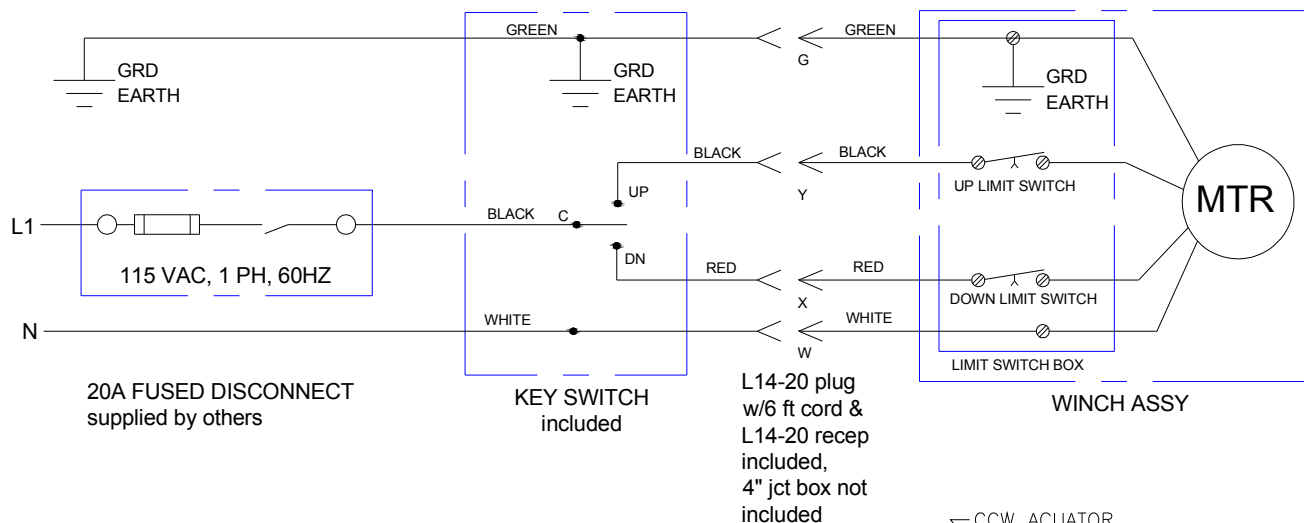 GREEN
GREEN
G
GRD
EARTH
GRD
EARTH
GRD
EARTH
BLACK
BLACK
UP
Y
UP LIMIT SWITCH
MTR
L1
BLACK
C
115 VAC, 1 PH, 60HZ
DN
RED
RED
X
DOWN LIMIT SWITCH
N
WHITE
WHITE
W
LIMIT SWITCH BOX
20A FUSED DISCONNECT
supplied by others
KEY SWITCH
included
L14-20 plug
w/6 ft cord &
L14-20 recep
included,
4" jct box not
included
WINCH ASSY
CCW ACUATOR